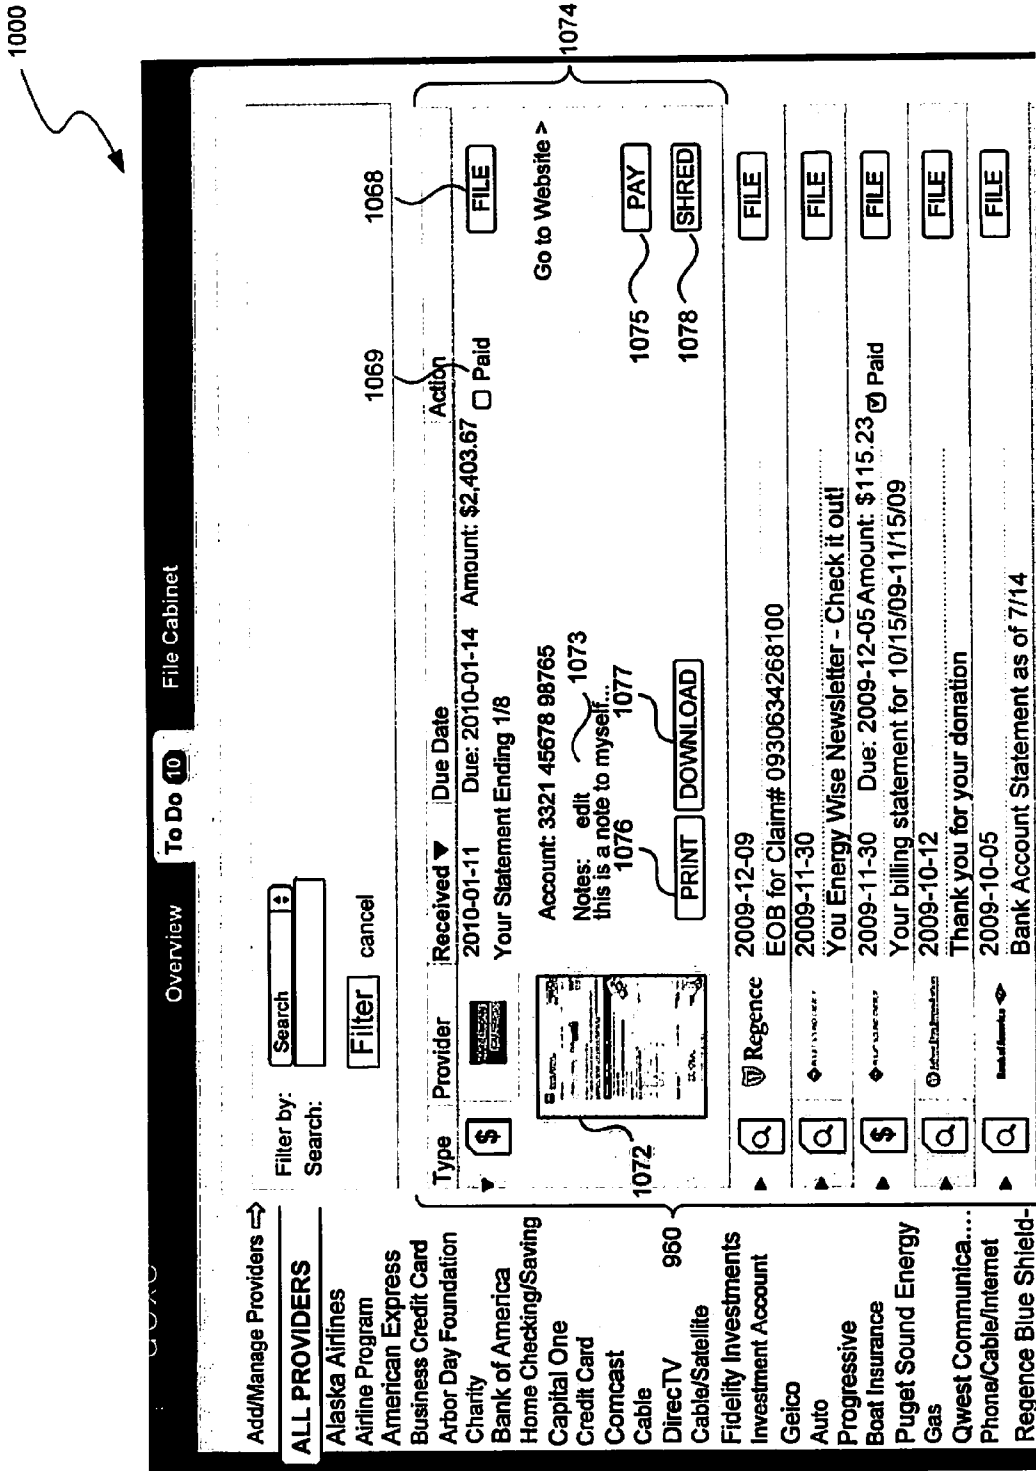 1000
Overview
To Do 10
File Cabinet
Add/Manage Providers ⇨
ALL PROVIDERS
Alaska Airlines
Airline Program
American Express
Business Credit Card
Arbor Day Foundation
Charity
Bank of America
Home Checking/Saving
Capital One
Credit Card
Comcast
Cable
DirecTV
Cable/Satellite
Fidelity Investments
Investment Account
Geico
Auto
Progressive
Boat Insurance
Puget Sound Energy
Gas
Qwest Communica....
Phone/Cable/Internet
Regence Blue Shield-
Filter by: Search
Search:
Filter cancel
1069
1068
Type Provider Received ▼ Due Date Action
$ AMERICAN EXPRESS 2010-01-11 Due: 2010-01-14 Amount: $2,403.67 Paid FILE
Your Statement Ending 1/8
Account: 3321 45678 98765 Go to Website >
Notes: edit 1073
this is a note to myself...
1076
1077
PRINT DOWNLOAD
1075 PAY
1078 SHRED
1072
1074
960
Regence 2009-12-09 FILE
EOB for Claim# 0930634268100
2009-11-30 FILE
You Energy Wise Newsletter - Check it out!
$ 2009-11-30 Due: 2009-12-05 Amount: $115.23 Paid FILE
Your billing statement for 10/15/09-11/15/09
2009-10-12 FILE
Thank you for your donation
Bank of America 2009-10-05 FILE
Bank Account Statement as of 7/14